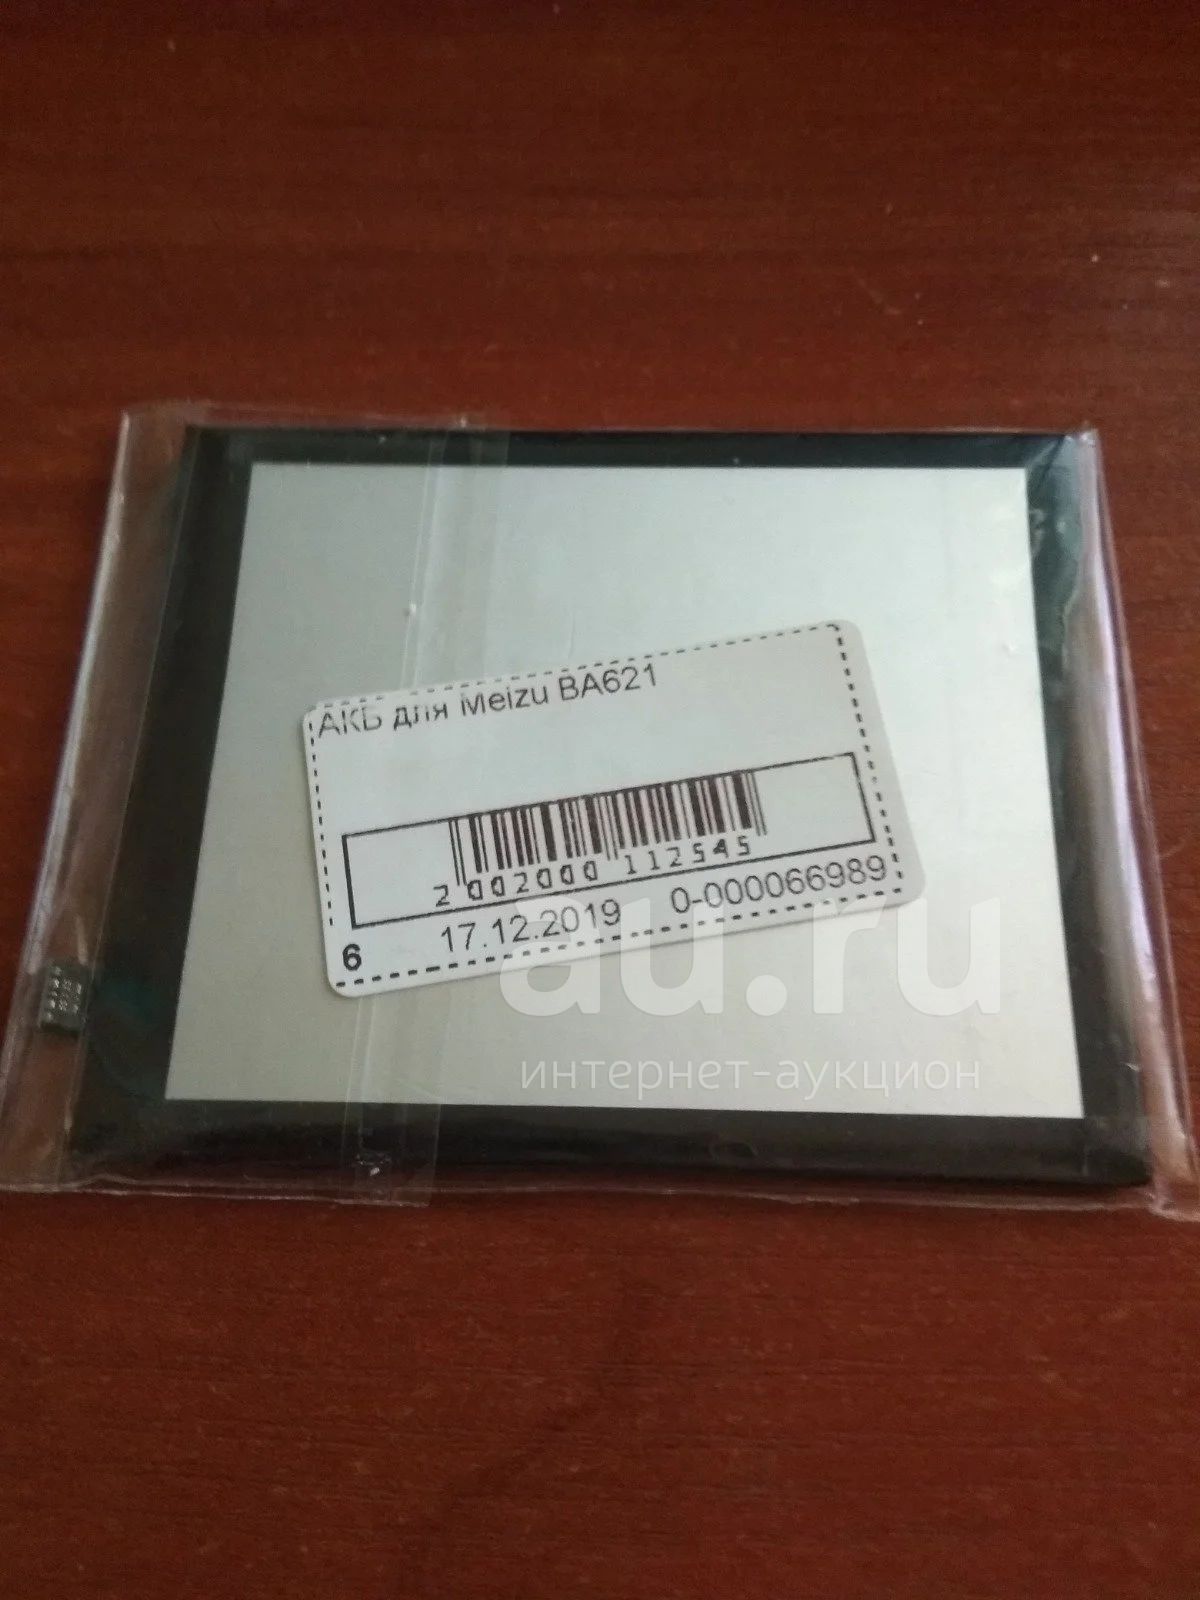 АКБ для Meizu BA621
2 002000 112545
17.12.2019 0-000066989
6
au.ru
интернет-аукцион